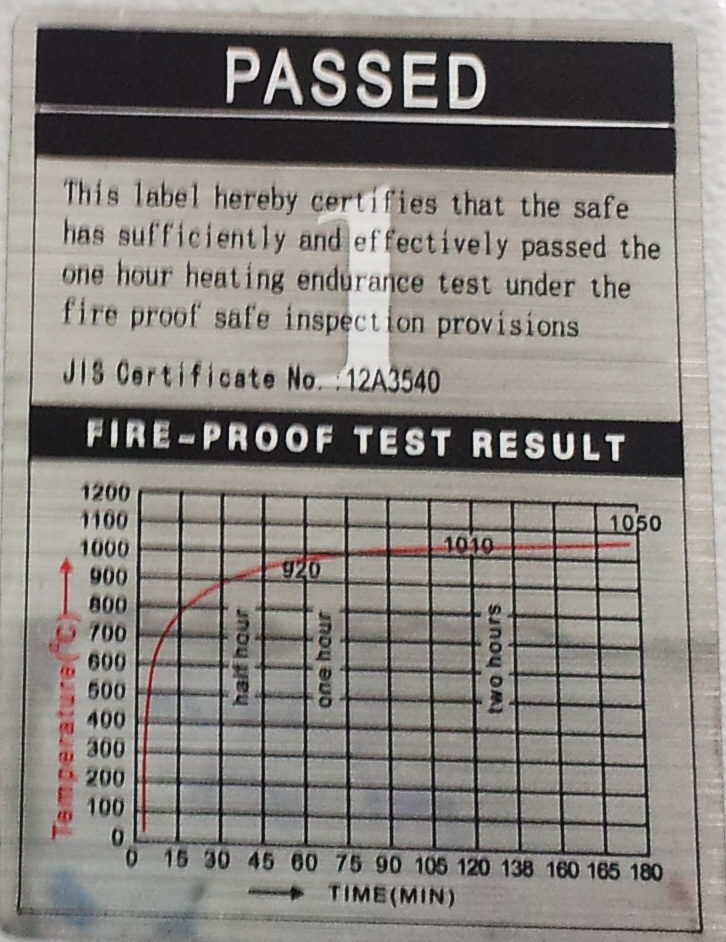 PASSED
This label hereby certifies that the safe
has sufficiently and effectively passed the
one hour heating endurance test under the
fire proof safe inspection provisions
1
JIS Certificate No. :12A3540
FIRE-PROOF TEST RESULT
Temperature(°C)
1200
1100
1000
900
800
700
600
500
400
300
200
100
0
920
1010
1050
half hour
one hour
two hours
0 15 30 45 60 75 90 105 120 138 160 165 180
TIME(MIN)